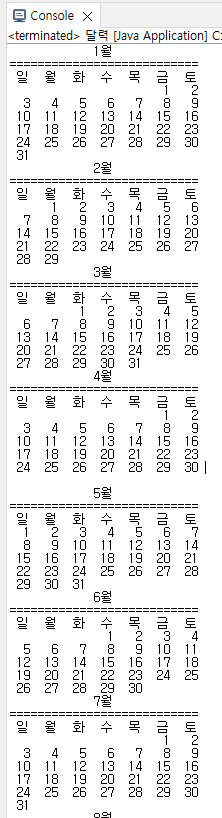 Console
<terminated> 달력 [Java Application] C:
1월
===========================
일 월 화 수 목 금 토
1 2
3 4 5 6 7 8 9
10 11 12 13 14 15 16
17 18 19 20 21 22 23
24 25 26 27 28 29 30
31
2월
===========================
일 월 화 수 목 금 토
1 2 3 4 5 6
7 8 9 10 11 12 13
14 15 16 17 18 19 20
21 22 23 24 25 26 27
28 29
3월
===========================
일 월 화 수 목 금 토
1 2 3 4 5
6 7 8 9 10 11 12
13 14 15 16 17 18 19
20 21 22 23 24 25 26
27 28 29 30 31
4월
===========================
일 월 화 수 목 금 토
1 2
3 4 5 6 7 8 9
10 11 12 13 14 15 16
17 18 19 20 21 22 23
24 25 26 27 28 29 30
5월
===========================
일 월 화 수 목 금 토
1 2 3 4 5 6 7
8 9 10 11 12 13 14
15 16 17 18 19 20 21
22 23 24 25 26 27 28
29 30 31
6월
===========================
일 월 화 수 목 금 토
1 2 3 4
5 6 7 8 9 10 11
12 13 14 15 16 17 18
19 20 21 22 23 24 25
26 27 28 29 30
7월
===========================
일 월 화 수 목 금 토
1 2
3 4 5 6 7 8 9
10 11 12 13 14 15 16
17 18 19 20 21 22 23
24 25 26 27 28 29 30
31